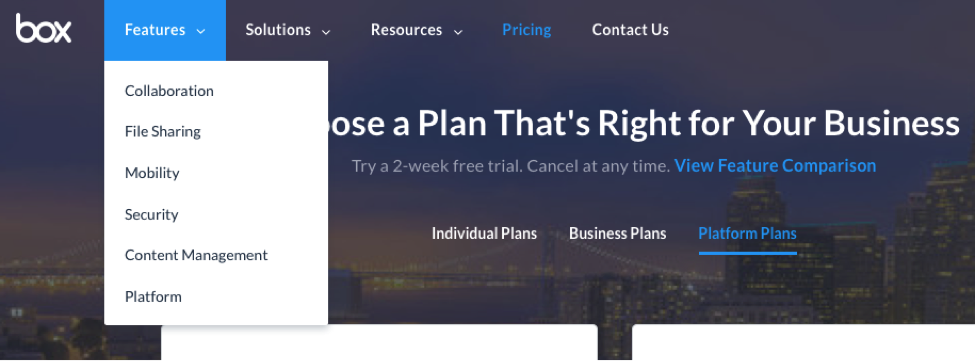 box
Features
Solutions
Resources
Pricing
Contact Us
Collaboration
File Sharing
Mobility
Security
Content Management
Platform
ose a Plan That's Right for Your Business
Try a 2-week free trial. Cancel at any time. View Feature Comparison
Individual Plans
Business Plans
Platform Plans